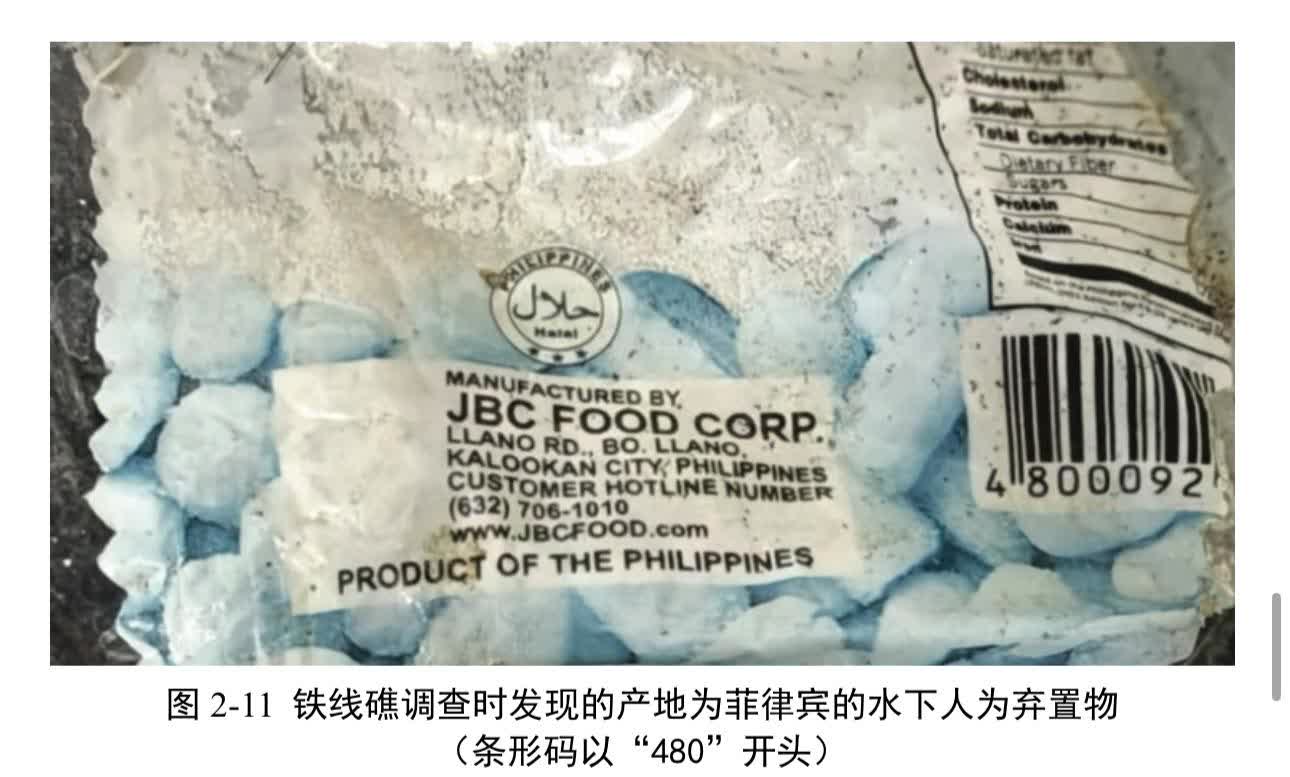 saturated fat
Cholesterol
Sodium
Total Carbohydrates
Dietary Fiber
Sugars
Protein
Calcium
Iron
PHILIPPINES
حلال
Halal
MANUFACTURED BY,
JBC FOOD CORP.
LLANO RD., BO. LLANO,
KALOOKAN CITY, PHILIPPINES
CUSTOMER HOTLINE NUMBER
(632) 706-1010
www.JBCFOOD.com
PRODUCT OF THE PHILIPPINES
4 800092
图 2-11 铁线礁调查时发现的产地为菲律宾的水下人为弃置物
（条形码以“480”开头）